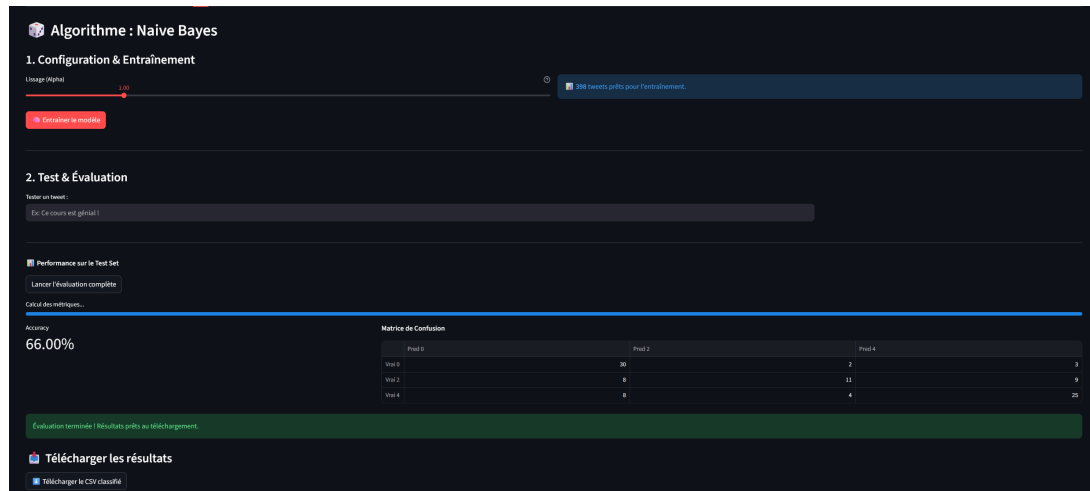 Algorithme : Naive Bayes
1. Configuration & Entraînement
Lissage (Alpha)
1.00
398 tweets prêts pour l'entraînement.
Entraîner le modèle
2. Test & Évaluation
Tester un tweet :
Ex: Ce cours est génial !
Performance sur le Test Set
Lancer l'évaluation complète
Calcul des métriques...
Accuracy
66.00%
Matrice de Confusion
Pred 0 Pred 2 Pred 4
Vrai 0 30 2 3
Vrai 2 8 11 9
Vrai 4 8 4 25
Évaluation terminée ! Résultats prêts au téléchargement.
Télécharger les résultats
Télécharger le CSV classifié